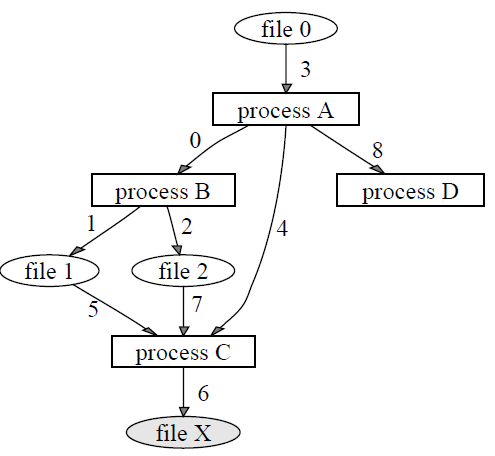 file 0
3
process A
0
8
process B
process D
1
2
4
file 1
file 2
5
7
process C
6
file X